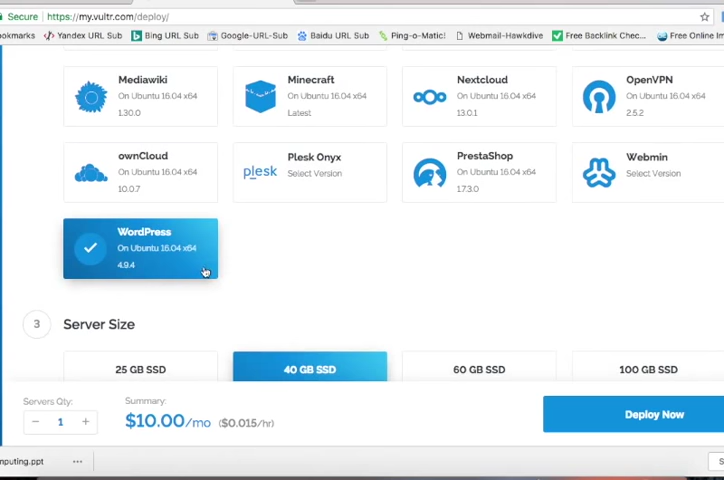 Secure
https://my.vultr.com/deploy/
okmarks
Yandex URL Sub
Bing URL Sub
Google-URL-Sub
Baidu URL Sub
Ping-o-Matic!
Webmail-Hawkdive
Free Backlink Chec...
Free Online Im
Mediawiki
On Ubuntu 16.04 x64
1.30.0
Minecraft
On Ubuntu 16.04 x64
Latest
Nextcloud
On Ubuntu 16.04 x64
13.0.1
OpenVPN
On Ubuntu 16.04 x64
2.5.2
ownCloud
On Ubuntu 16.04 x64
10.0.7
plesk
Plesk Onyx
Select Version
PrestaShop
On Ubuntu 16.04 x64
1.7.3.0
Webmin
Select Version
WordPress
On Ubuntu 16.04 x64
4.9.4
3
Server Size
25 GB SSD
40 GB SSD
60 GB SSD
100 GB SSD
Servers Qty:
− 1 +
Summary:
$10.00/mo ($0.015/hr)
Deploy Now
mputing.ppt
S